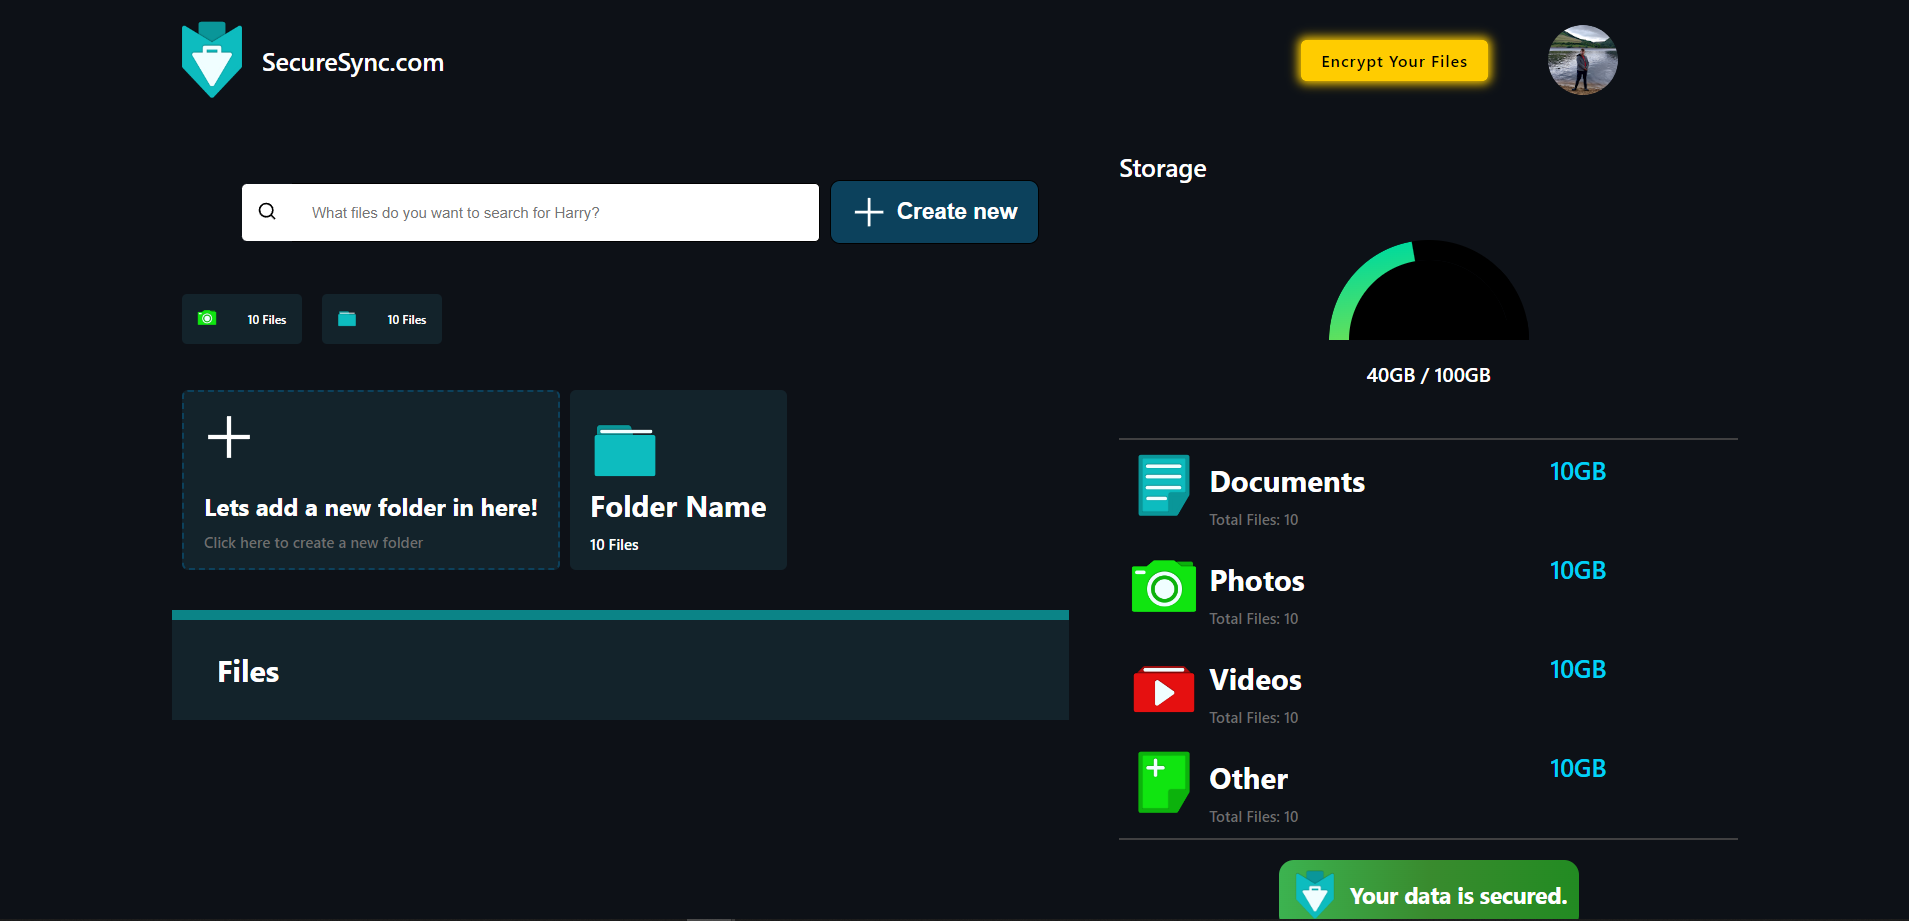 SecureSync.com
Encrypt Your Files
What files do you want to search for Harry?
Create new
10 Files
10 Files
Lets add a new folder in here!
Click here to create a new folder
Folder Name
10 Files
Files
Storage
40GB / 100GB
Documents
10GB
Total Files: 10
Photos
10GB
Total Files: 10
Videos
10GB
Total Files: 10
Other
10GB
Total Files: 10
Your data is secured.